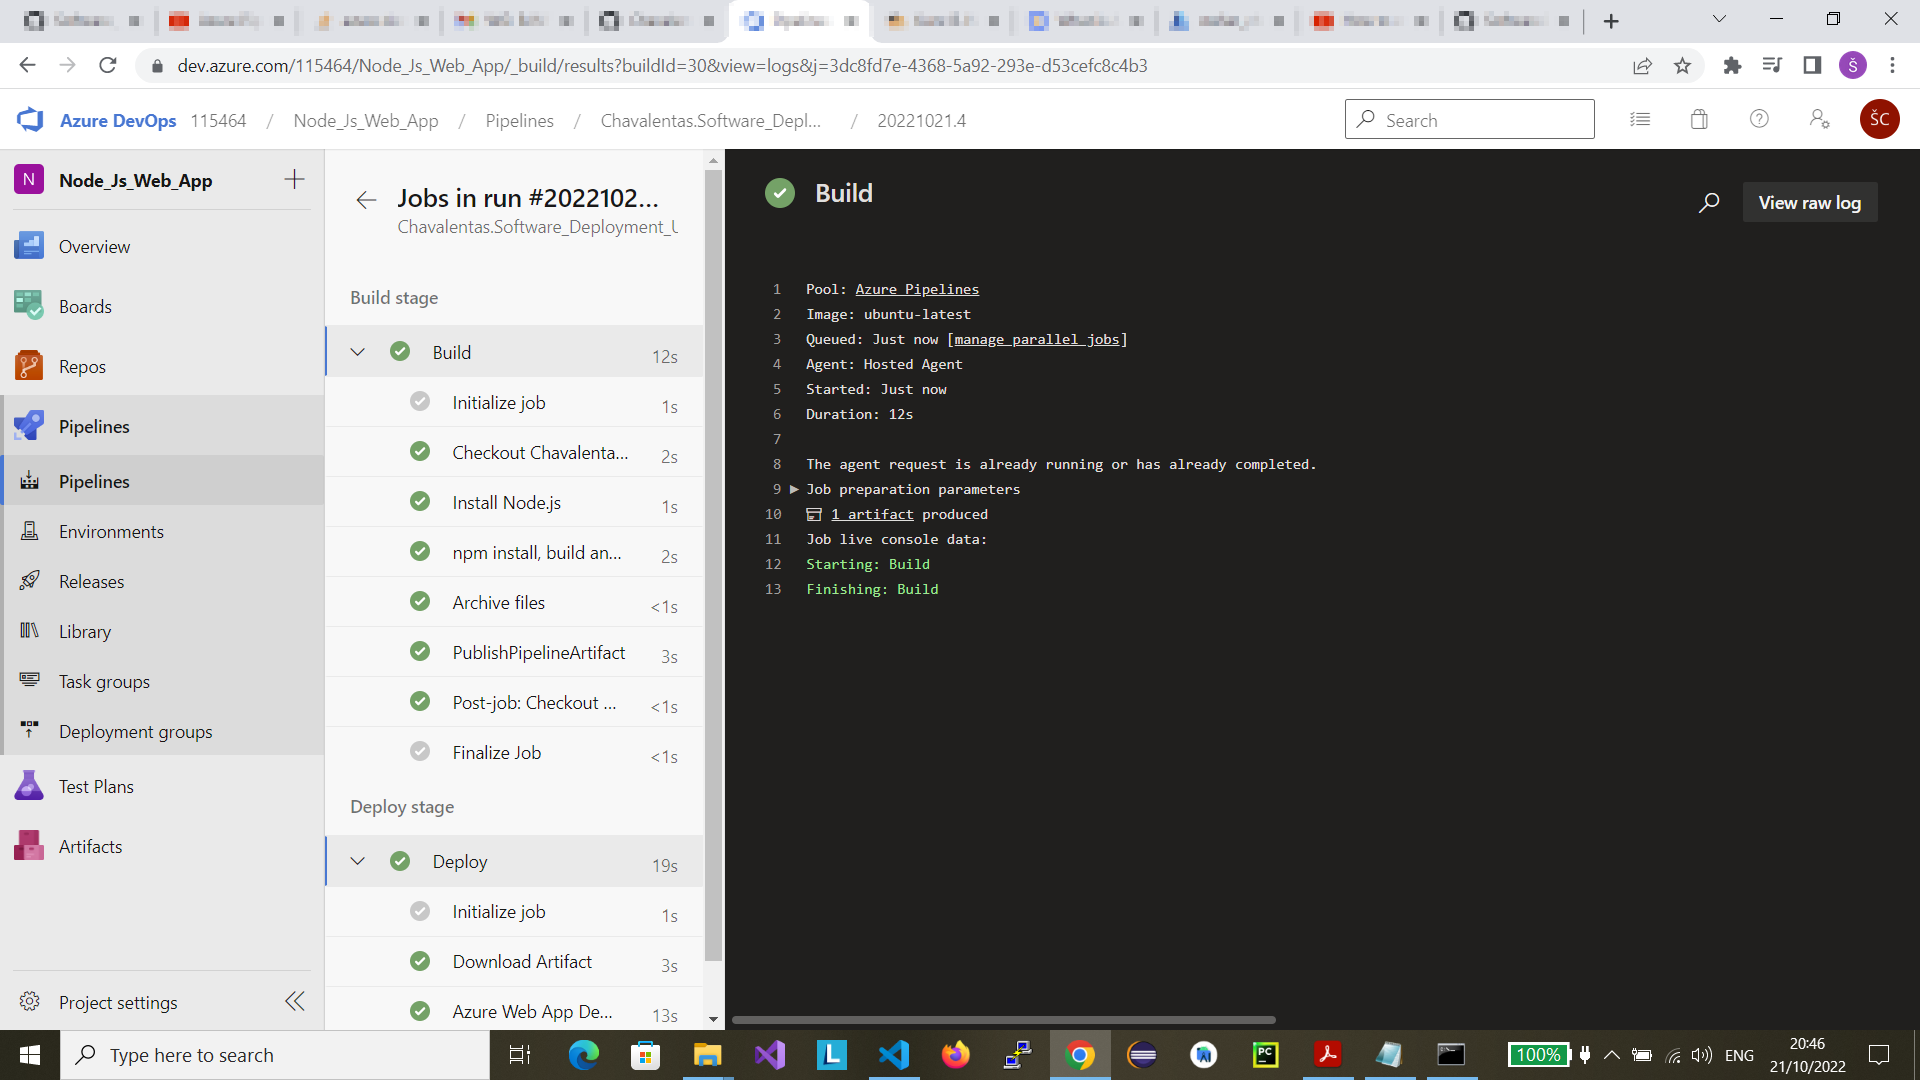 dev.azure.com/115464/Node_Js_Web_App/_build/results?buildId=30&view=logs&j=3dc8fd7e-4368-5a92-293e-d53cefc8c4b3
Š
Azure DevOps 115464 / Node_Js_Web_App / Pipelines / Chavalentas.Software_Depl... / 20221021.4
Search
ŠC
N Node_Js_Web_App
Overview
Boards
Repos
Pipelines
Pipelines
Environments
Releases
Library
Task groups
Deployment groups
Test Plans
Artifacts
Project settings
Jobs in run #2022102...
Chavalentas.Software_Deployment_U
Build stage
Build 12s
Initialize job 1s
Checkout Chavalenta... 2s
Install Node.js 1s
npm install, build an... 2s
Archive files <1s
PublishPipelineArtifact 3s
Post-job: Checkout ... <1s
Finalize Job <1s
Deploy stage
Deploy 19s
Initialize job 1s
Download Artifact 3s
Azure Web App De... 13s
Build
View raw log
1 Pool: Azure Pipelines
2 Image: ubuntu-latest
3 Queued: Just now [manage parallel jobs]
4 Agent: Hosted Agent
5 Started: Just now
6 Duration: 12s
7
8 The agent request is already running or has already completed.
9 Job preparation parameters
10 1 artifact produced
11 Job live console data:
12 Starting: Build
13 Finishing: Build
Type here to search
L
PC
100%
ENG
20:46
21/10/2022